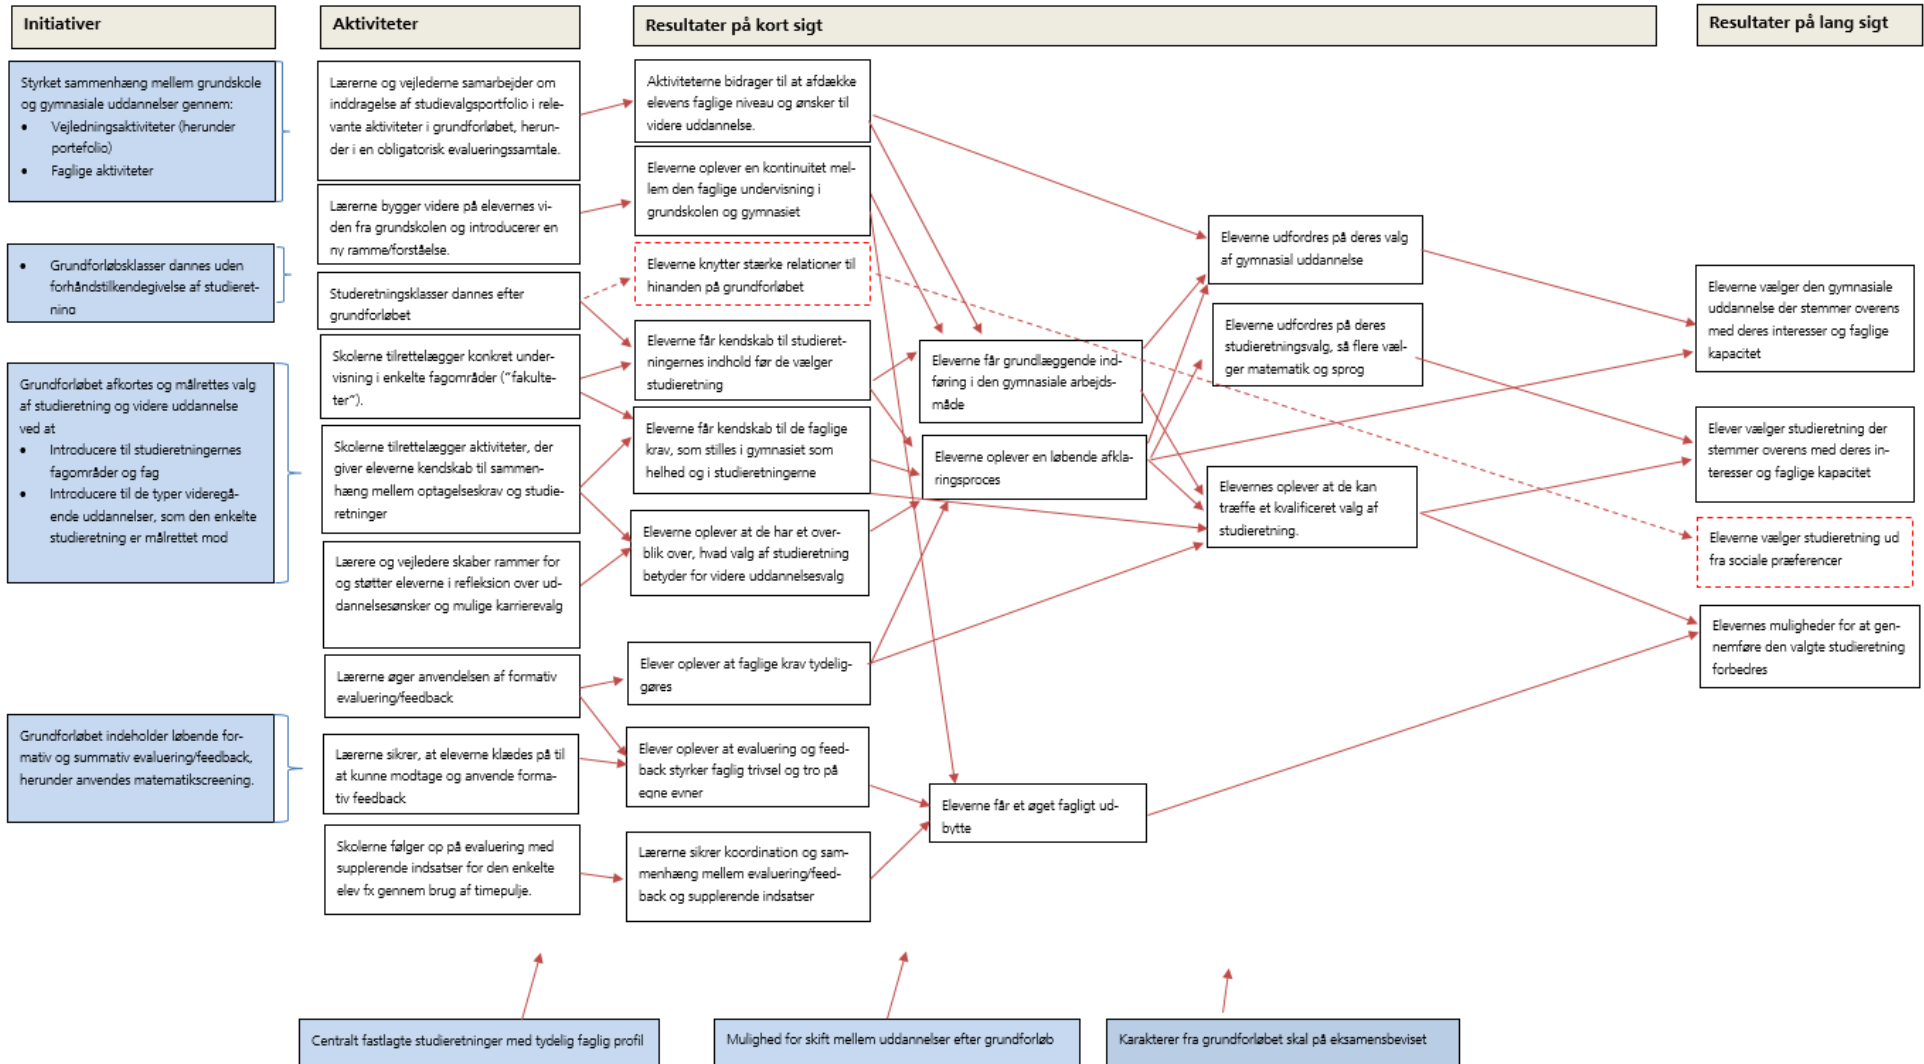 Initiativer
Aktiviteter
Resultater på kort sigt
Resultater på lang sigt
Styrket sammenhæng mellem grundskole
og gymnasiale uddannelser gennem:
• Vejledningsaktiviteter (herunder
portefolio)
• Faglige aktiviteter
• Grundforløbsklasser dannes uden
forhåndstilkendegivelse af studieret-
ning
Grundforløbet afkortes og målrettes valg
af studieretning og videre uddannelse
ved at
• Introducere til studieretningernes
fagområder og fag
• Introducere til de typer videregå-
ende uddannelser, som den enkelte
studieretning er målrettet mod
Grundforløbet indeholder løbende for-
mativ og summativ evaluering/feedback,
herunder anvendes matematikscreening.
Lærerne og vejlederne samarbejder om
inddragelse af studievalgsportfolio i rele-
vante aktiviteter i grundforløbet, herun-
der i en obligatorisk evalueringssamtale.
Lærerne bygger videre på elevernes vi-
den fra grundskolen og introducerer en
ny ramme/forståelse.
Studeretningsklasser dannes efter
grundforløbet
Skolerne tilrettelægger konkret under-
visning i enkelte fagområder ("fakulte-
ter").
Skolerne tilrettelægger aktiviteter, der
giver eleverne kendskab til sammen-
hæng mellem optagelseskrav og studie-
retninger
Lærere og vejledere skaber rammer for
og støtter eleverne i refleksion over ud-
dannelsesønsker og mulige karrierevalg
Lærerne øger anvendelsen af formativ
evaluering/feedback
Lærerne sikrer, at eleverne klædes på til
at kunne modtage og anvende forma-
tiv feedback
Skolerne følger op på evaluering med
supplerende indsatser for den enkelte
elev fx gennem brug af timepulje.
Aktiviteterne bidrager til at afdække
elevens faglige niveau og ønsker til
videre uddannelse.
Eleverne oplever en kontinuitet mel-
lem den faglige undervisning i
grundskolen og gymnasiet
Eleverne knytter stærke relationer til
hinanden på grundforløbet
Eleverne får kendskab til studieret-
ningernes indhold før de vælger
studieretning
Eleverne får kendskab til de faglige
krav, som stilles i gymnasiet som
helhed og i studieretningerne
Eleverne oplever at de har et over-
blik over, hvad valg af studieretning
betyder for videre uddannelsesvalg
Elever oplever at faglige krav tydelig-
gøres
Elever oplever at evaluering og feed-
back styrker faglig trivsel og tro på
egne evner
Lærerne sikrer koordination og sam-
menhæng mellem evaluering/feed-
back og supplerende indsatser
Eleverne får grundlæggende ind-
føring i den gymnasiale arbejds-
måde
Eleverne oplever en løbende afkla-
ringsproces
Eleverne får et øget fagligt ud-
bytte
Eleverne udfordres på deres valg
af gymnasial uddannelse
Eleverne udfordres på deres
studieretningsvalg, så flere væl-
ger matematik og sprog
Elevernes oplever at de kan
træffe et kvalificeret valg af
studieretning.
Eleverne vælger den gymnasiale
uddannelse der stemmer overens
med deres interesser og faglige
kapacitet
Elever vælger studieretning der
stemmer overens med deres in-
teresser og faglige kapacitet
Eleverne vælger studieretning ud
fra sociale præferencer
Elevernes muligheder for at gen-
nemføre den valgte studieretning
forbedres
Centralt fastlagte studieretninger med tydelig faglig profil
Mulighed for skift mellem uddannelser efter grundforløb
Karakterer fra grundforløbet skal på eksamensbeviset